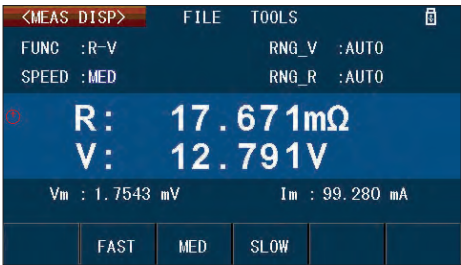 <MEAS DISP> FILE TOOLS
FUNC :R-V RNG_V :AUTO
SPEED :MED RNG_R :AUTO
R: 17.671mΩ
V: 12.791V
Vm : 1.7543 mV Im : 99.280 mA
FAST MED SLOW